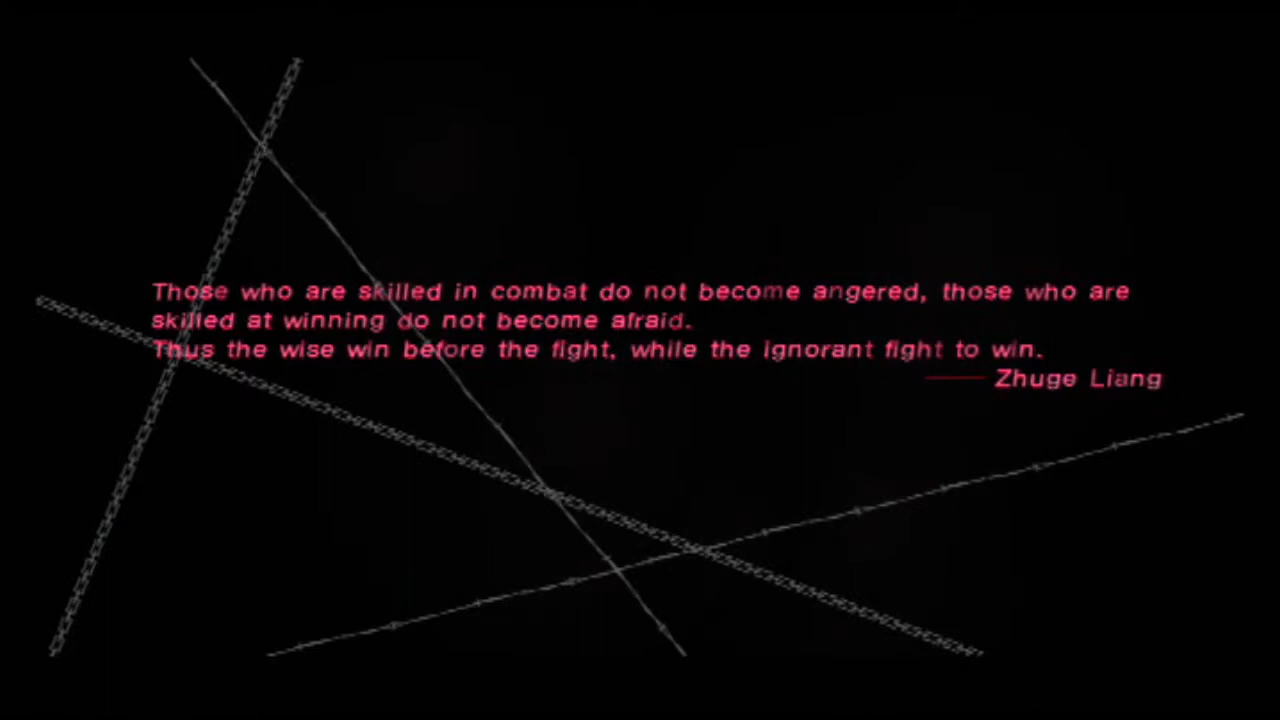 Those who are skilled in combat do not become angered, those who are
skilled at winning do not become afraid.
Thus the wise win before the fight, while the ignorant fight to win.
—— Zhuge Liang